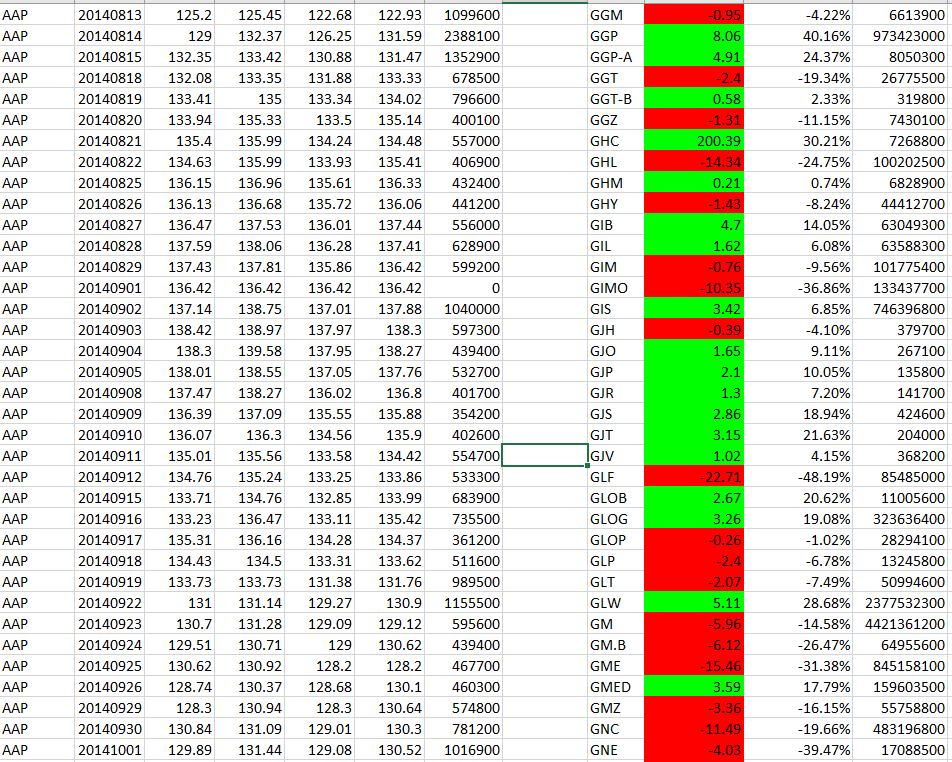 AAP 20140813 125.2 125.45 122.68 122.93 1099600 GGM -0.95 -4.22% 6613900
AAP 20140814 129 132.37 126.25 131.59 2388100 GGP 8.06 40.16% 973423000
AAP 20140815 132.35 133.42 130.88 131.47 1352900 GGP-A 4.91 24.37% 8050300
AAP 20140818 132.08 133.35 131.88 133.33 678500 GGT -2.4 -19.34% 26775500
AAP 20140819 133.41 135 133.34 134.02 796600 GGT-B 0.58 2.33% 319800
AAP 20140820 133.94 135.33 133.5 135.14 400100 GGZ -1.31 -11.15% 7430100
AAP 20140821 135.4 135.99 134.24 134.48 557000 GHC 200.39 30.21% 7268800
AAP 20140822 134.63 135.99 133.93 135.41 406900 GHL -14.34 -24.75% 100202500
AAP 20140825 136.15 136.96 135.61 136.33 432400 GHM 0.21 0.74% 6828900
AAP 20140826 136.13 136.68 135.72 136.06 441200 GHY -1.43 -8.24% 44412700
AAP 20140827 136.47 137.53 136.01 137.44 556000 GIB 4.7 14.05% 63049300
AAP 20140828 137.59 138.06 136.28 137.41 628900 GIL 1.62 6.08% 63588300
AAP 20140829 137.43 137.81 135.86 136.42 599200 GIM -0.76 -9.56% 101775400
AAP 20140901 136.42 136.42 136.42 136.42 0 GIMO -10.35 -36.86% 133437700
AAP 20140902 137.14 138.75 137.01 137.88 1040000 GIS 3.42 6.85% 746396800
AAP 20140903 138.42 138.97 137.97 138.3 597300 GJH -0.39 -4.10% 379700
AAP 20140904 138.3 139.58 137.95 138.27 439400 GJO 1.65 9.11% 267100
AAP 20140905 138.01 138.55 137.05 137.76 532700 GJP 2.1 10.05% 135800
AAP 20140908 137.47 138.27 136.02 136.8 401700 GJR 1.3 7.20% 141700
AAP 20140909 136.39 137.09 135.55 135.88 354200 GJS 2.86 18.94% 424600
AAP 20140910 136.07 136.3 134.56 135.9 402600 GJT 3.15 21.63% 204000
AAP 20140911 135.01 135.56 133.58 134.42 554700 GJV 1.02 4.15% 368200
AAP 20140912 134.76 135.24 133.25 133.86 533300 GLF -22.71 -48.19% 85485000
AAP 20140915 133.71 134.76 132.85 133.99 683900 GLOB 2.67 20.62% 11005600
AAP 20140916 133.23 136.47 133.11 135.42 735500 GLOG 3.26 19.08% 323636400
AAP 20140917 135.31 136.16 134.28 134.37 361200 GLOP -0.26 -1.02% 28294100
AAP 20140918 134.43 134.5 133.31 133.62 511600 GLP -2.4 -6.78% 13245800
AAP 20140919 133.73 133.73 131.38 131.76 989500 GLT -2.07 -7.49% 50994600
AAP 20140922 131 131.14 129.27 130.9 1155500 GLW 5.11 28.68% 2377532300
AAP 20140923 130.7 131.28 129.09 129.12 595600 GM -5.96 -14.58% 4421361200
AAP 20140924 129.51 130.71 129 130.62 439400 GM.B -6.12 -26.47% 64955600
AAP 20140925 130.62 130.92 128.2 128.2 467700 GME -15.46 -31.38% 845158100
AAP 20140926 128.74 130.37 128.68 130.1 460300 GMED 3.59 17.79% 159603500
AAP 20140929 128.3 130.94 128.3 130.64 574800 GMZ -3.36 -16.15% 55758800
AAP 20140930 130.84 131.09 129.01 130.3 781200 GNC -11.49 -19.66% 483196800
AAP 20141001 129.89 131.44 129.08 130.52 1016900 GNE -4.03 -39.47% 17088500